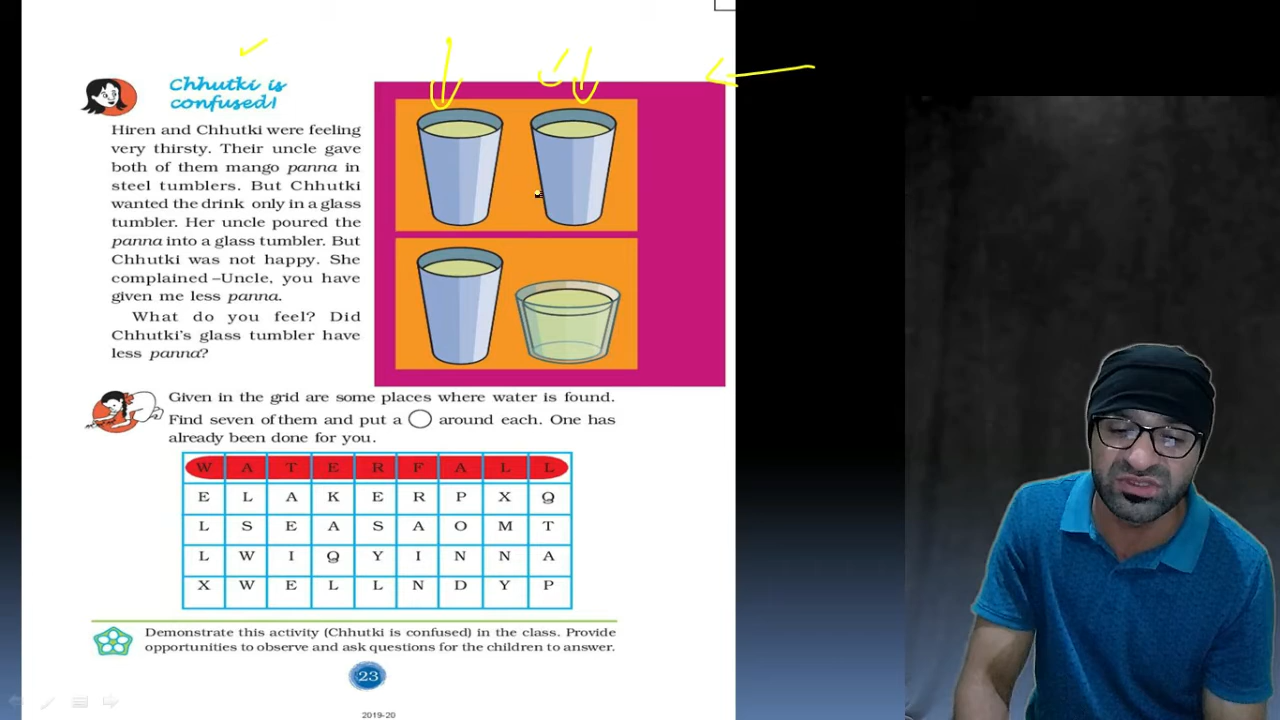 Chhutki is
confused!
Hiren and Chhutki were feeling
very thirsty. Their uncle gave
both of them mango panna in
steel tumblers. But Chhutki
wanted the drink only in a glass
tumbler. Her uncle poured the
panna into a glass tumbler. But
Chhutki was not happy. She
complained –Uncle, you have
given me less panna.
What do you feel? Did
Chhutki's glass tumbler have
less panna?
Given in the grid are some places where water is found.
Find seven of them and put a around each. One has
already been done for you.
W A T E R F A L L
E L A K E R P X Q
L S E A S A O M T
L W I Q Y I N N A
X W E L L N D Y P
Demonstrate this activity (Chhutki is confused) in the class. Provide
opportunities to observe and ask questions for the children to answer.
23
2019-20